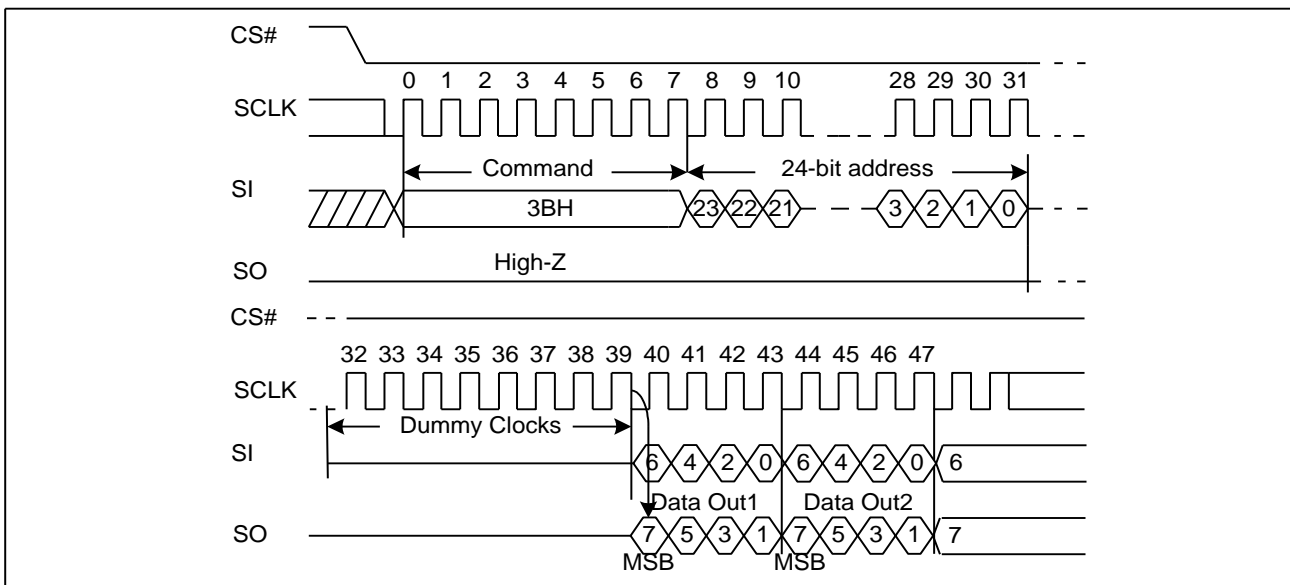 CS#
0 1 2 3 4 5 6 7 8 9 10 28 29 30 31
SCLK
Command 24-bit address
SI
3BH 23 22 21 3 2 1 0
High-Z
SO
CS#
32 33 34 35 36 37 38 39 40 41 42 43 44 45 46 47
SCLK
Dummy Clocks
SI 6 4 2 0 6 4 2 0 6
Data Out1 Data Out2
SO 7 5 3 1 7 5 3 1 7
MSB MSB